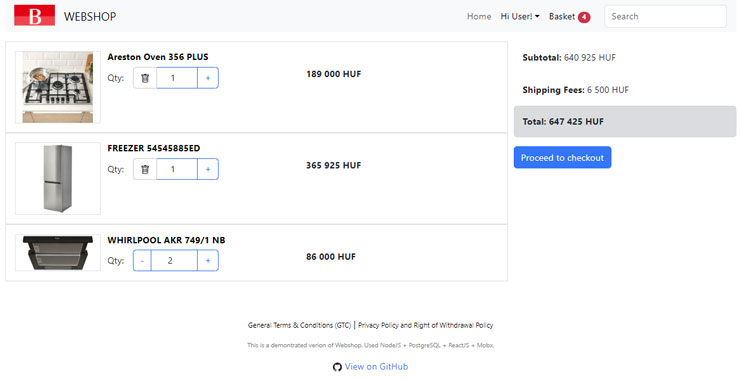 B WEBSHOP Home Hi User! Basket 4 Search
Areston Oven 356 PLUS
Qty: 1 +
189 000 HUF
FREEZER 54545885ED
Qty: 1 +
365 925 HUF
WHIRLPOOL AKR 749/1 NB
Qty: - 2 +
86 000 HUF
Subtotal: 640 925 HUF
Shipping Fees: 6 500 HUF
Total: 647 425 HUF
Proceed to checkout
General Terms & Conditions (GTC) | Privacy Policy and Right of Withdrawal Policy
This is a demontrated verion of Webshop. Used NodeJS + PostgreSQL + ReactJS + Mobx.
View on GitHub